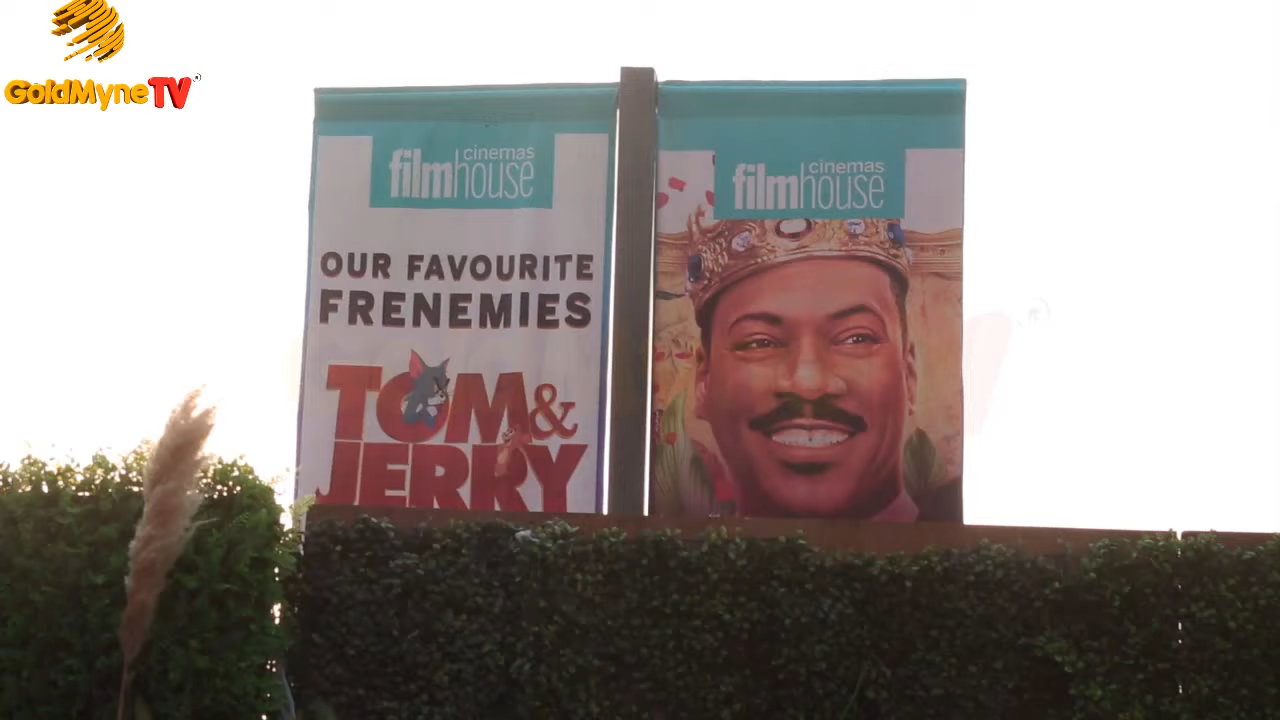 GoldMyneTV
cinemas
filmhouse
OUR FAVOURITE
FRENEMIES
TOM&
JERRY
cinemas
filmhouse